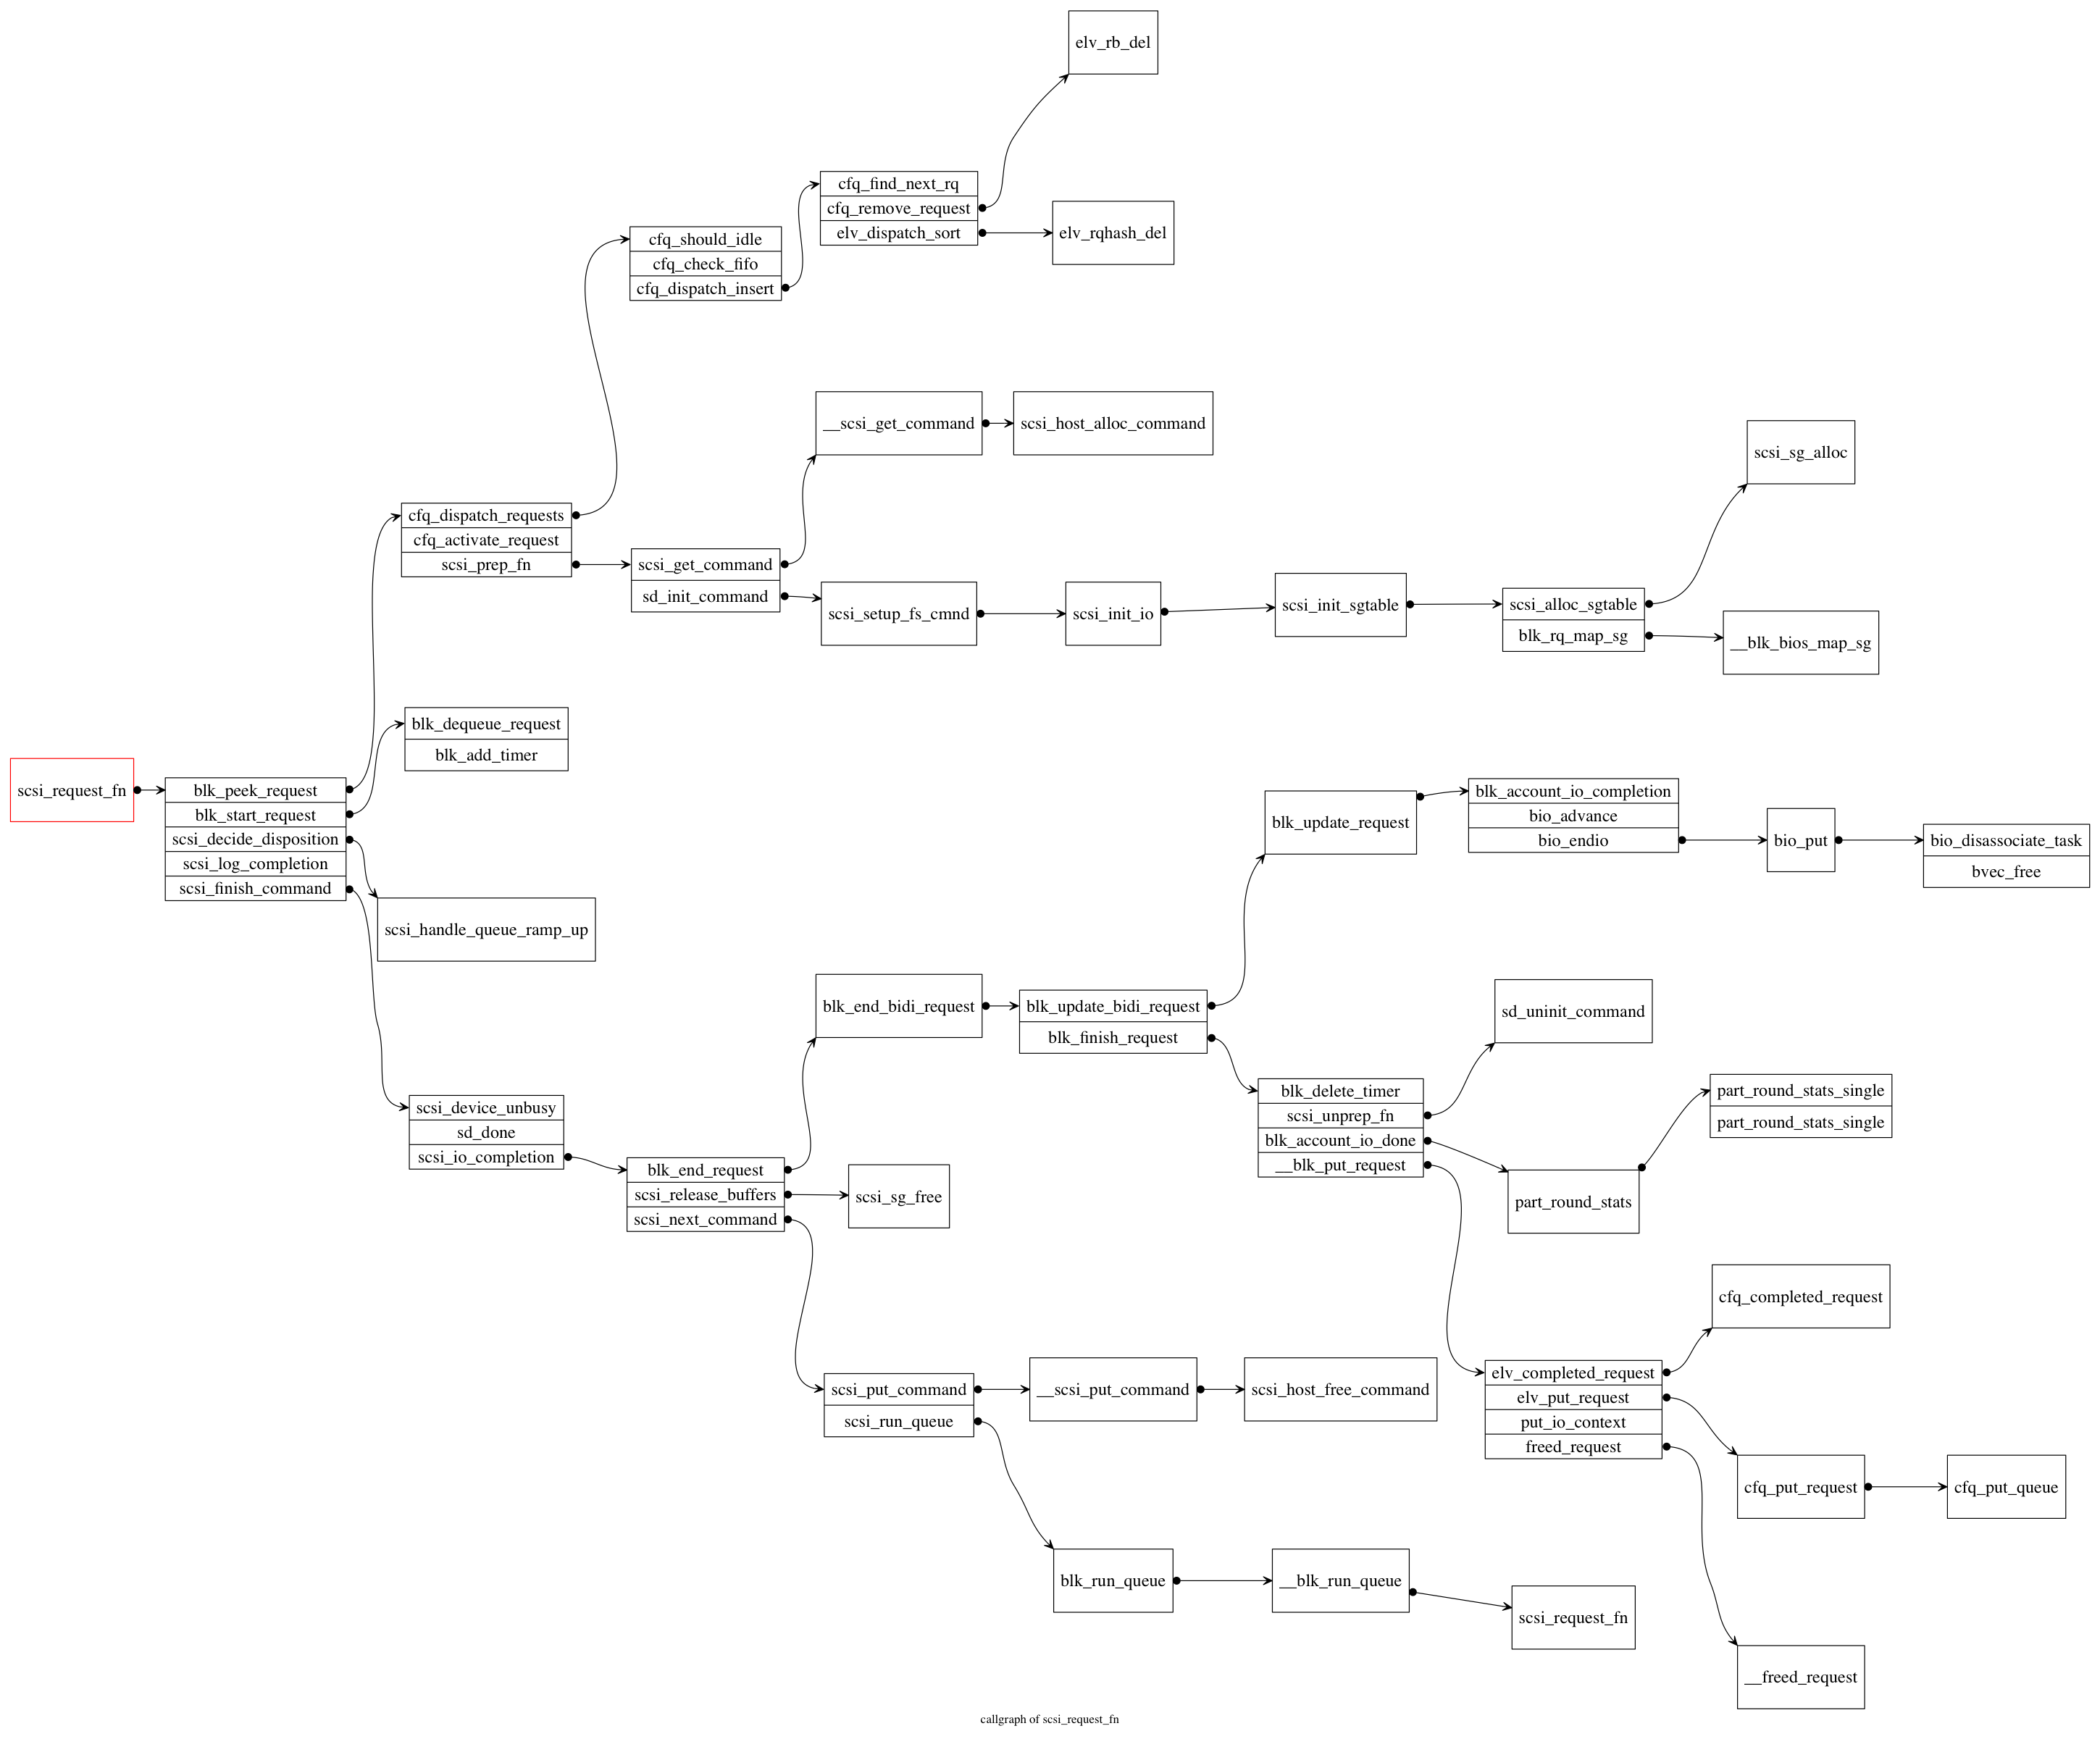 elv_rb_del
cfq_find_next_rq
cfq_remove_request
elv_dispatch_sort
elv_rqhash_del
cfq_should_idle
cfq_check_fifo
cfq_dispatch_insert
__scsi_get_command
scsi_host_alloc_command
scsi_sg_alloc
cfq_dispatch_requests
cfq_activate_request
scsi_prep_fn
scsi_get_command
sd_init_command
scsi_setup_fs_cmnd
scsi_init_io
scsi_init_sgtable
scsi_alloc_sgtable
blk_rq_map_sg
__blk_bios_map_sg
blk_dequeue_request
blk_add_timer
scsi_request_fn
blk_peek_request
blk_start_request
scsi_decide_disposition
scsi_log_completion
scsi_finish_command
scsi_handle_queue_ramp_up
blk_update_request
blk_account_io_completion
bio_advance
bio_endio
bio_put
bio_disassociate_task
bvec_free
blk_end_bidi_request
blk_update_bidi_request
blk_finish_request
sd_uninit_command
blk_delete_timer
scsi_unprep_fn
blk_account_io_done
__blk_put_request
part_round_stats_single
part_round_stats_single
part_round_stats
scsi_device_unbusy
sd_done
scsi_io_completion
blk_end_request
scsi_release_buffers
scsi_next_command
scsi_sg_free
cfq_completed_request
scsi_put_command
scsi_run_queue
__scsi_put_command
scsi_host_free_command
elv_completed_request
elv_put_request
put_io_context
freed_request
cfq_put_request
cfq_put_queue
blk_run_queue
__blk_run_queue
scsi_request_fn
__freed_request
callgraph of scsi_request_fn